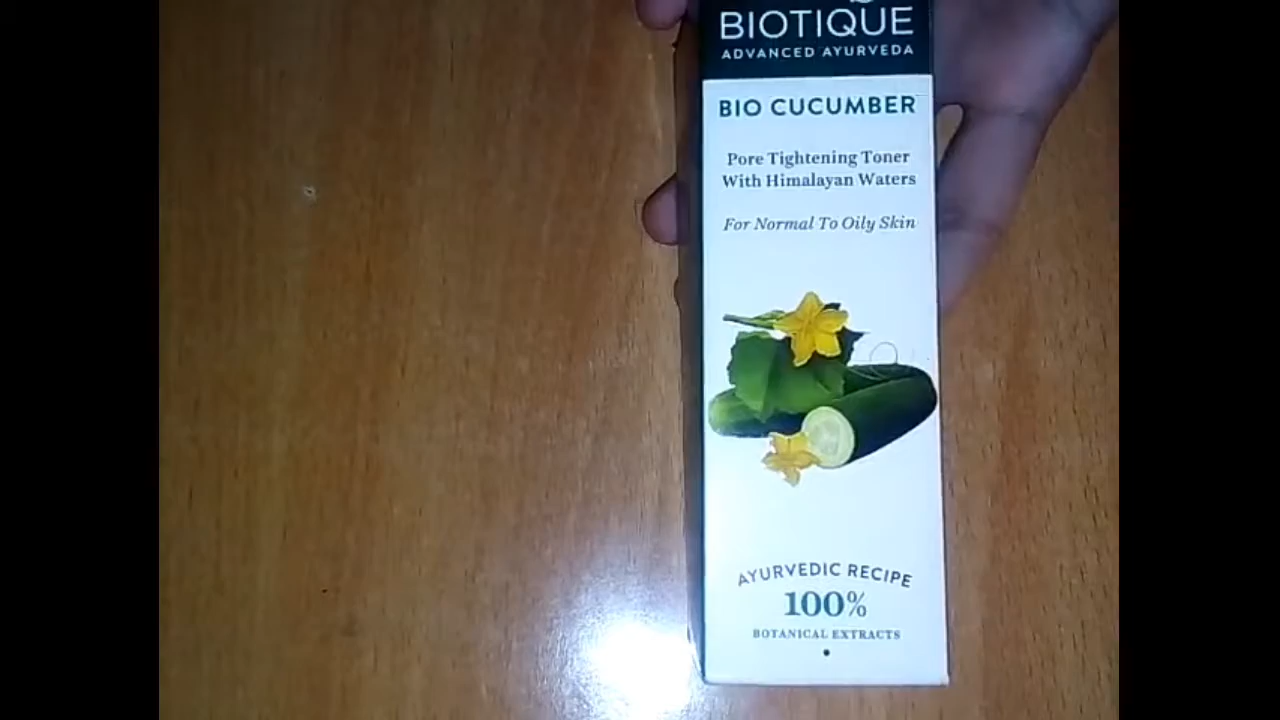 BIOTIQUE
ADVANCED AYURVEDA
BIO CUCUMBER
Pore Tightening Toner
With Himalayan Waters
For Normal To Oily Skin
AYURVEDIC RECIPE
100%
BOTANICAL EXTRACTS